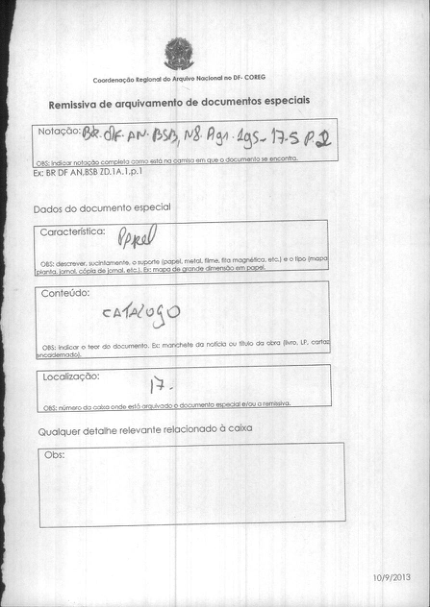 Coordenação Regional do Arquivo Nacional no DF- COREG
Remissiva de arquivamento de documentos especiais
Notação: BR.DF.AN.BSB, N8.Agr.1gs-17.5 P.2
OBS: indicar notação completa como está na camisa em que o documento se encontra.
Ex: BR DF AN,BSB ZD.1A.1,p.1
Dados do documento especial
Característica: Papel
OBS: descrever, sucintamente, o suporte (papel, metal, filme, fita magnética, etc.) e o tipo (mapa
planta, jornal, cópia de jornal, etc.). Ex: mapa de grande dimensão em papel.
Conteúdo:
CATALOGO
OBS: indicar o teor do documento. Ex: manchete da notícia ou título da obra (livro, LP, cartaz
encadernado).
Localização:
17.
OBS: número da caixa onde está arquivado o documento especial e/ou a remissiva.
Qualquer detalhe relevante relacionado à caixa
Obs:
10/9/2013